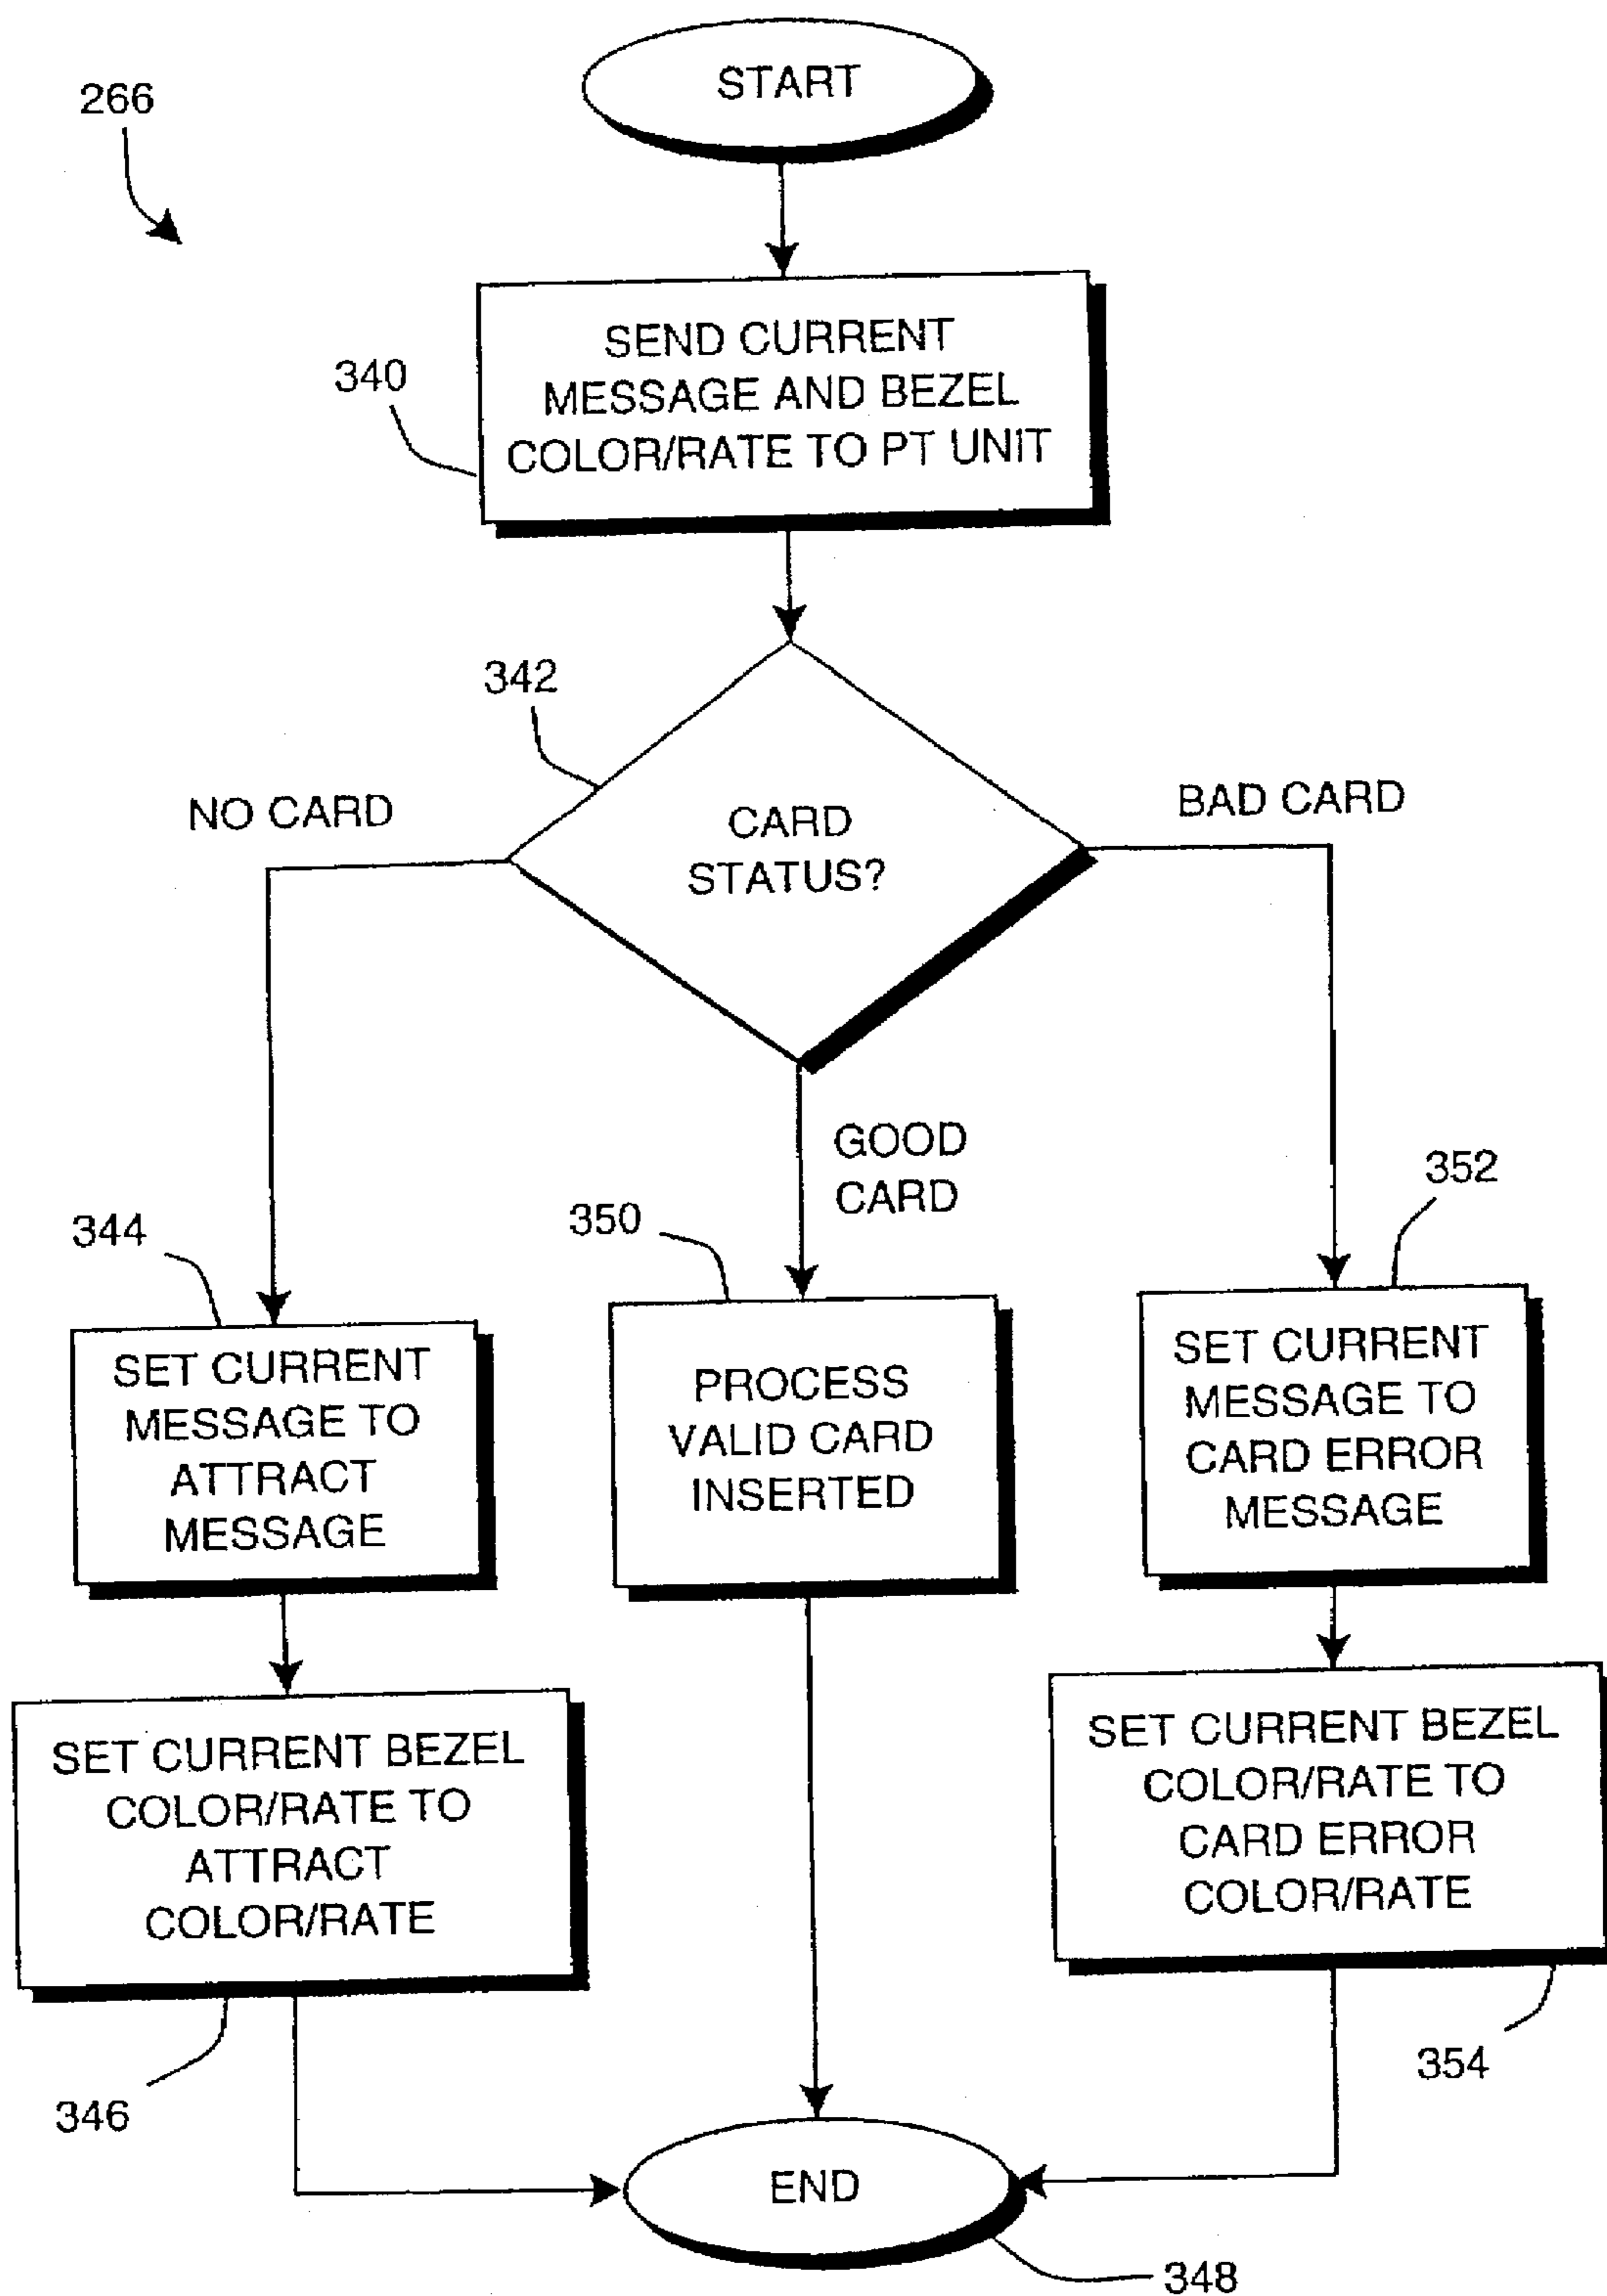 START
266
SEND CURRENT
MESSAGE AND BEZEL
COLOR/RATE TO PT UNIT
340
342
NO CARD
CARD
STATUS?
BAD CARD
GOOD
CARD
344
350
352
SET CURRENT
MESSAGE TO
ATTRACT
MESSAGE
PROCESS
VALID CARD
INSERTED
SET CURRENT
MESSAGE TO
CARD ERROR
MESSAGE
SET CURRENT BEZEL
COLOR/RATE TO
ATTRACT
COLOR/RATE
SET CURRENT BEZEL
COLOR/RATE TO
CARD ERROR
COLOR/RATE
346
354
END
348